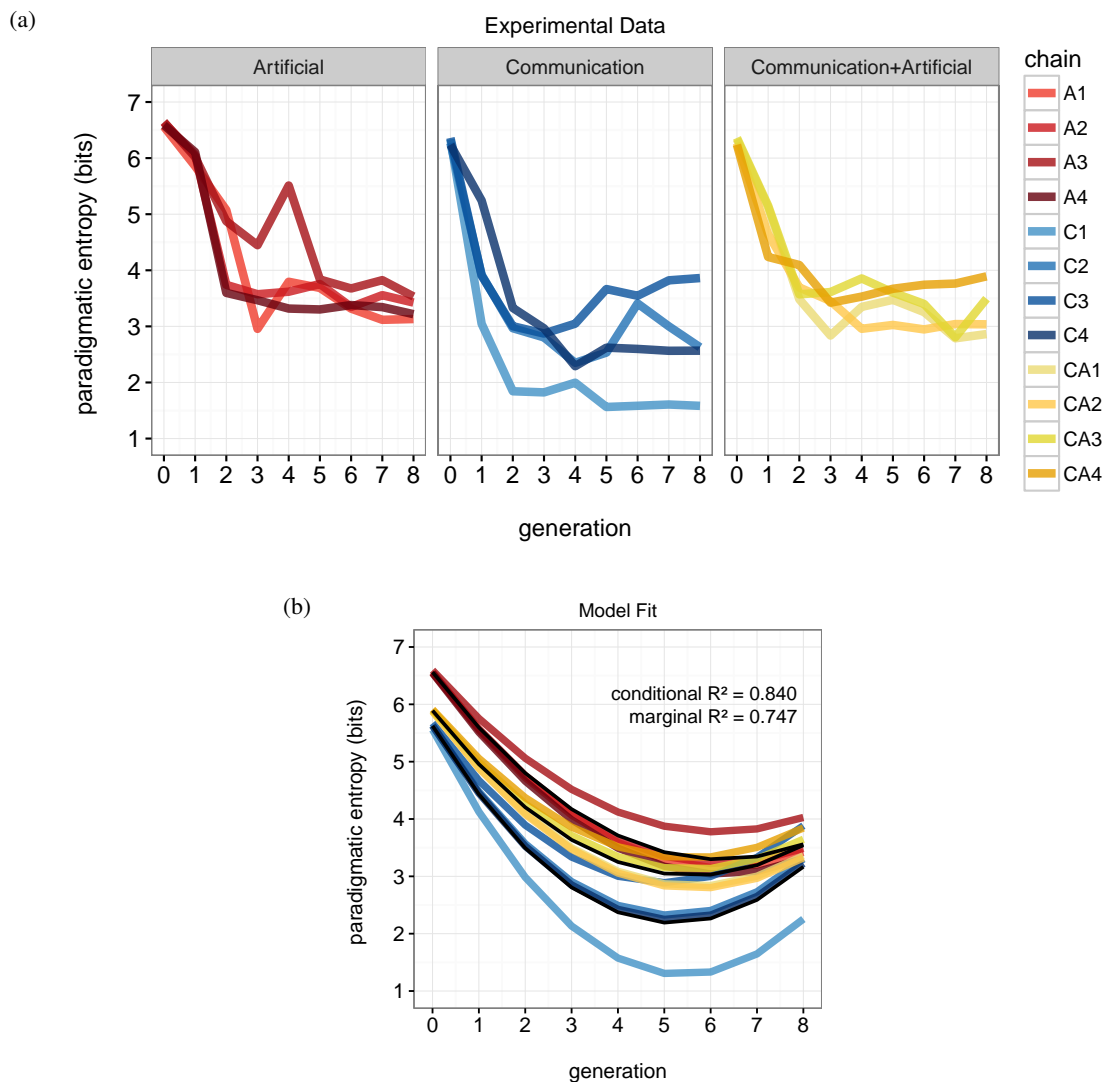 (a)
Experimental Data
Artificial
Communication
Communication+Artificial
chain
A1
A2
A3
A4
C1
C2
C3
C4
CA1
CA2
CA3
CA4
paradigmatic entropy (bits)
7
6
5
4
3
2
1
0 1 2 3 4 5 6 7 8
0 1 2 3 4 5 6 7 8
0 1 2 3 4 5 6 7 8
generation
(b)
Model Fit
conditional R² = 0.840
marginal R² = 0.747
paradigmatic entropy (bits)
7
6
5
4
3
2
1
0 1 2 3 4 5 6 7 8
generation